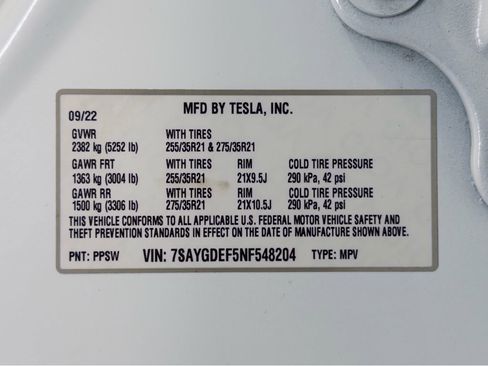 MFD BY TESLA, INC.
09/22
GVWR WITH TIRES
2382 kg (5252 lb) 255/35R21 & 275/35R21
GAWR FRT WITH TIRES RIM COLD TIRE PRESSURE
1363 kg (3004 lb) 255/35R21 21X9.5J 290 kPa, 42 psi
GAWR RR WITH TIRES RIM COLD TIRE PRESSURE
1500 kg (3306 lb) 275/35R21 21X10.5J 290 kPa, 42 psi
THIS VEHICLE CONFORMS TO ALL APPLICABLE U.S. FEDERAL MOTOR VEHICLE SAFETY AND
THEFT PREVENTION STANDARDS IN EFFECT ON THE DATE OF MANUFACTURE SHOWN ABOVE.
PNT: PPSW VIN: 7SAYGDEF5NF548204 TYPE: MPV